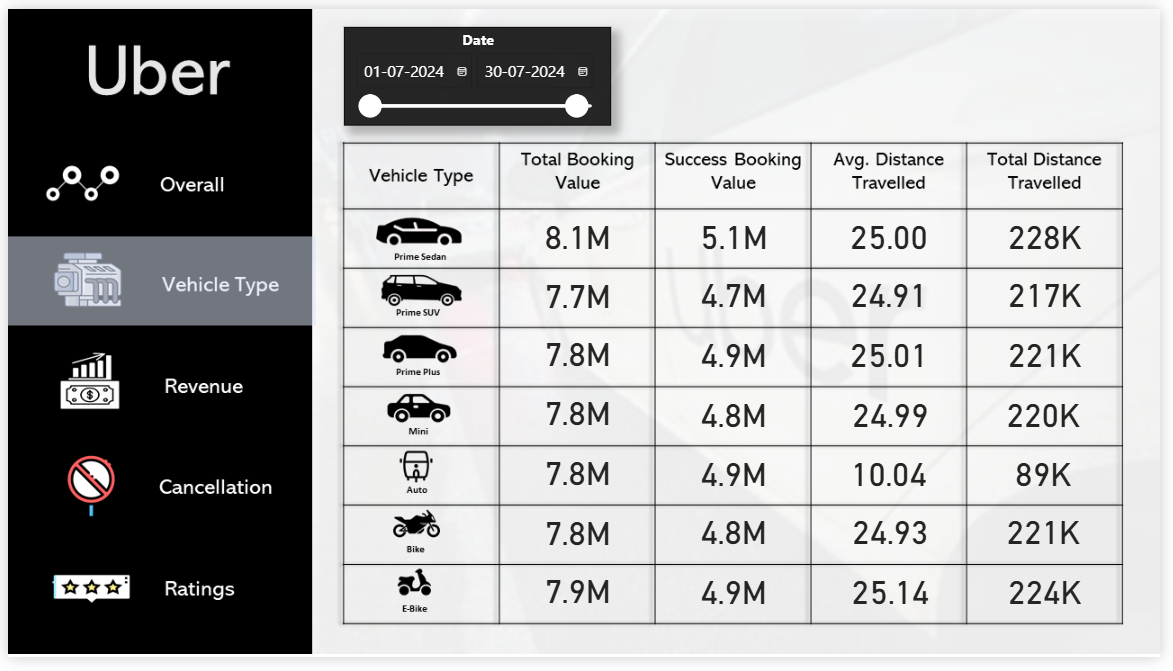 Uber
Overall
Vehicle Type
Revenue
Cancellation
Ratings
Date
01-07-2024 30-07-2024
Vehicle Type
Total Booking
Value
Success Booking
Value
Avg. Distance
Travelled
Total Distance
Travelled
Prime Sedan 8.1M 5.1M 25.00 228K
Prime SUV 7.7M 4.7M 24.91 217K
Prime Plus 7.8M 4.9M 25.01 221K
Mini 7.8M 4.8M 24.99 220K
Auto 7.8M 4.9M 10.04 89K
Bike 7.8M 4.8M 24.93 221K
E-Bike 7.9M 4.9M 25.14 224K
Uber